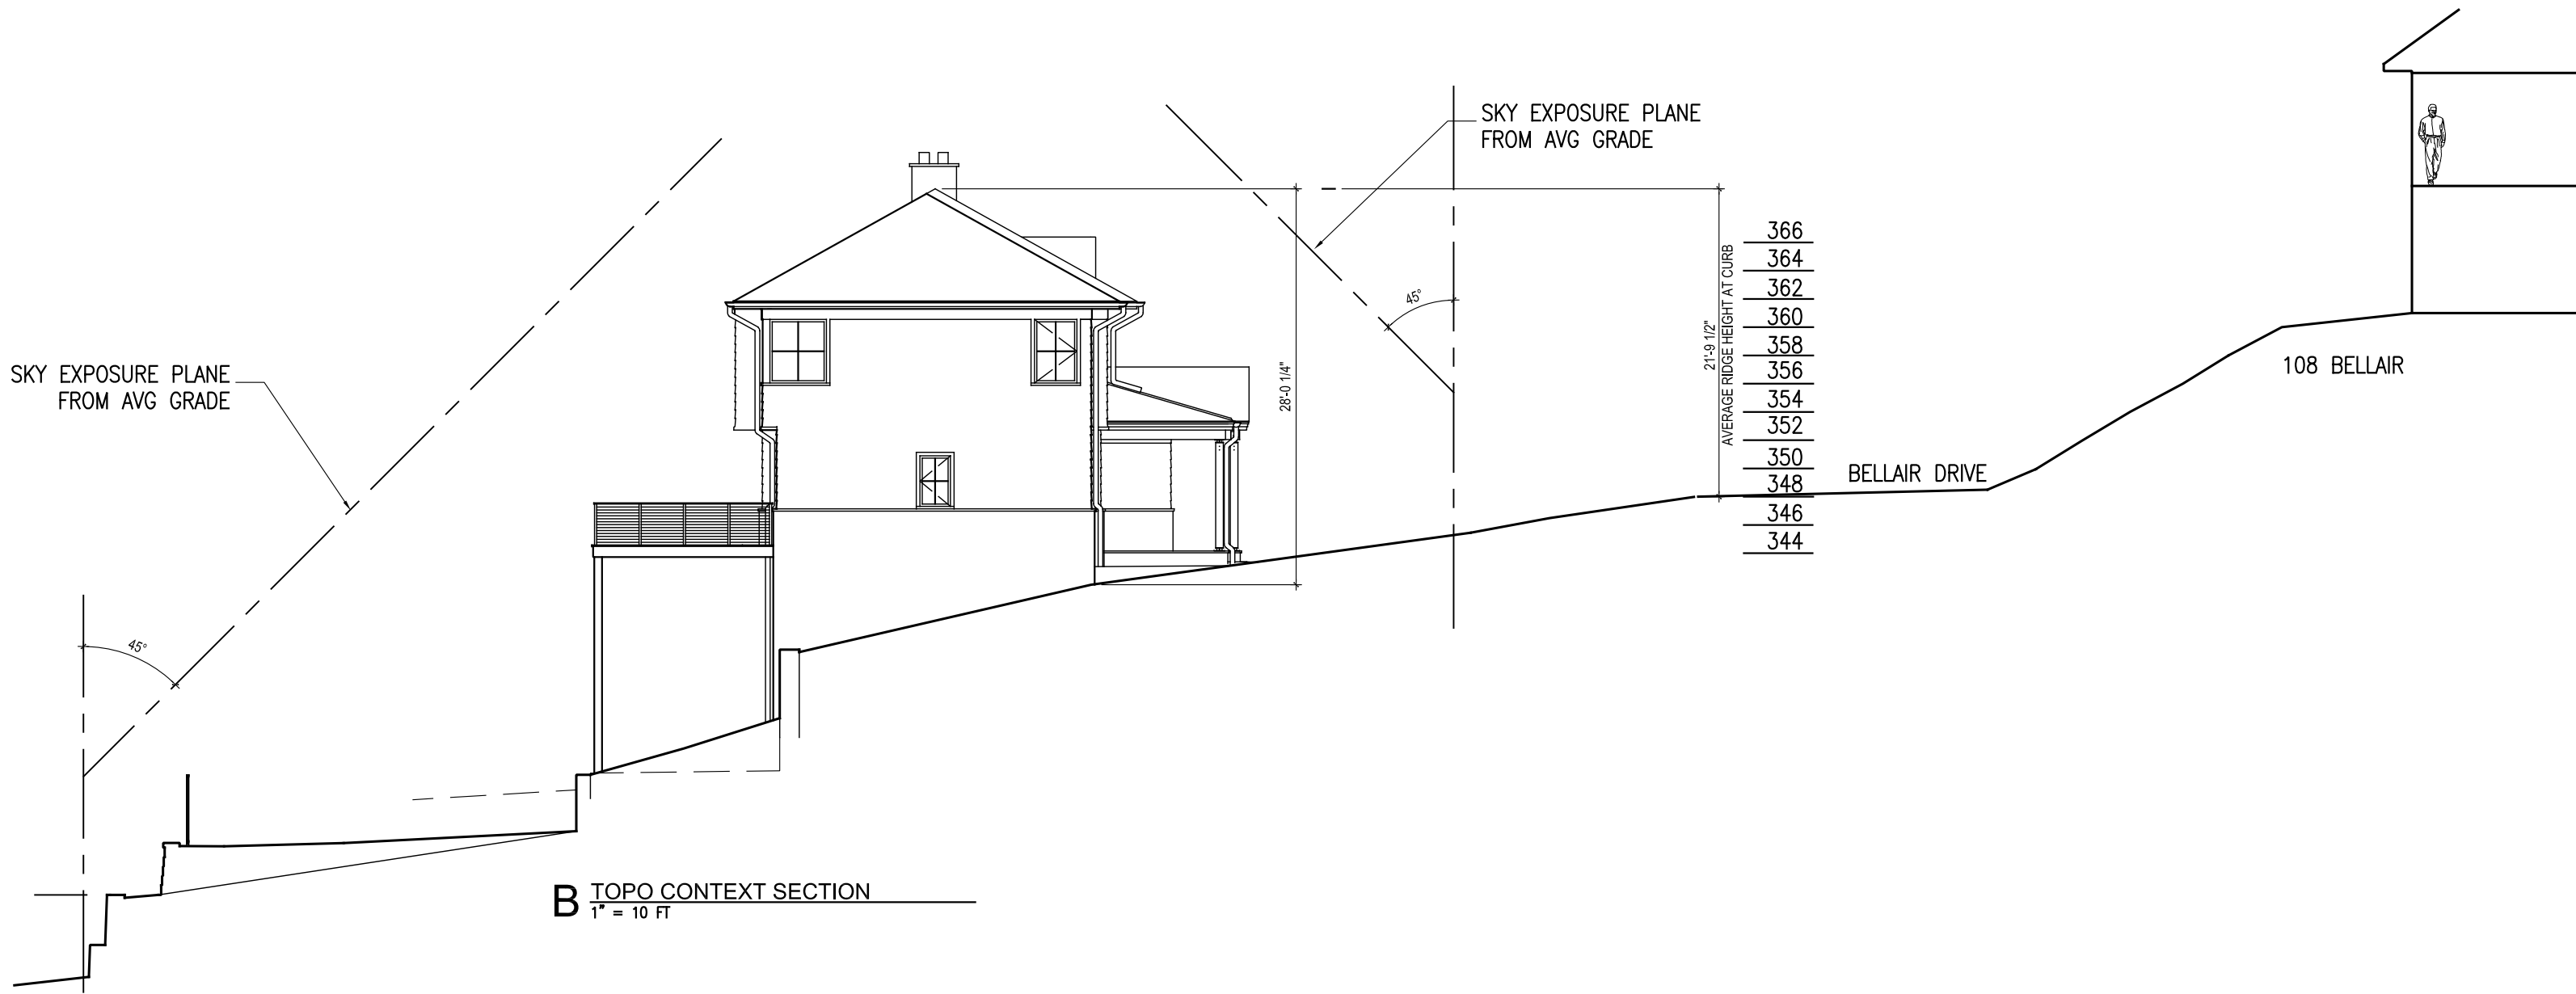 SKY EXPOSURE PLANE
FROM AVG GRADE
45°
SKY EXPOSURE PLANE
FROM AVG GRADE
45°
28'-0 1/4"
21'-9 1/2"
AVERAGE RIDGE HEIGHT AT CURB
366
364
362
360
358
356
354
352
350
348
346
344
BELLAIR DRIVE
108 BELLAIR
B TOPO CONTEXT SECTION
1" = 10 FT